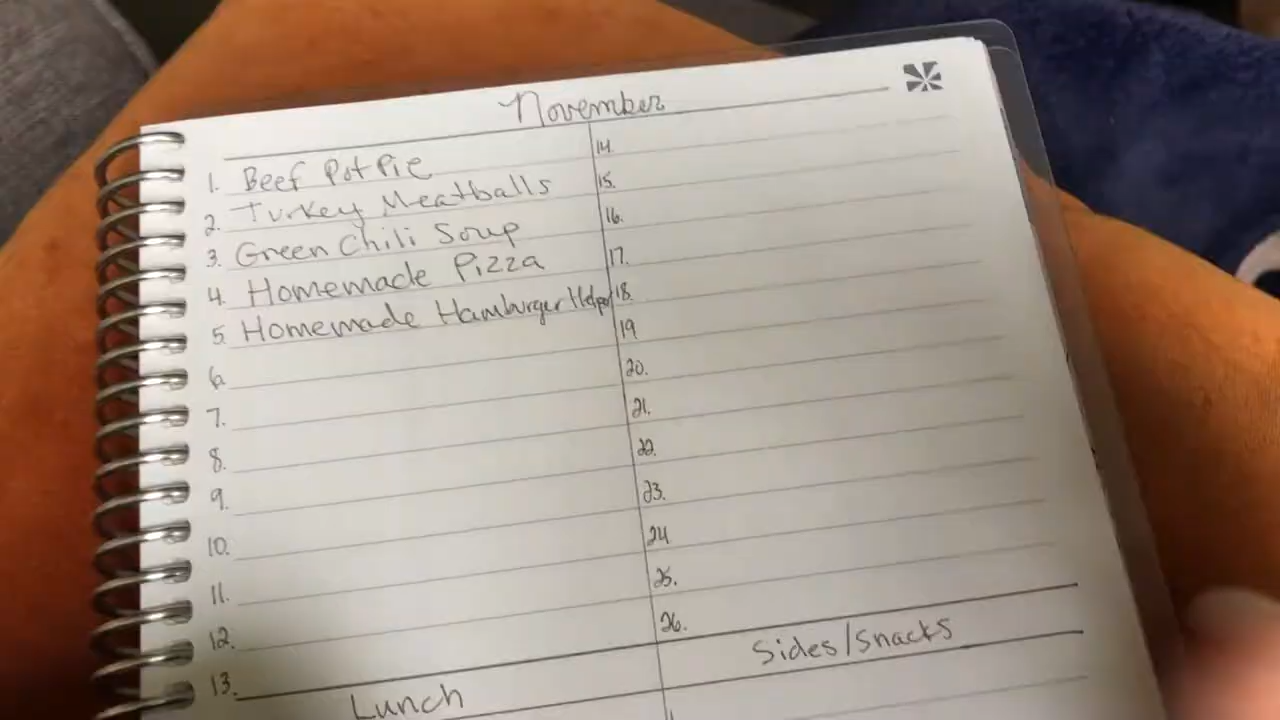 November
1. Beef Pot Pie
2. Turkey Meatballs
3. Green Chili Soup
4. Homemade Pizza
5. Homemade Hamburger Helper
6.
7.
8.
9.
10.
11.
12.
13.
14.
15.
16.
17.
18.
19
20.
21.
22.
23.
24
25.
26.
Lunch
Sides/Snacks